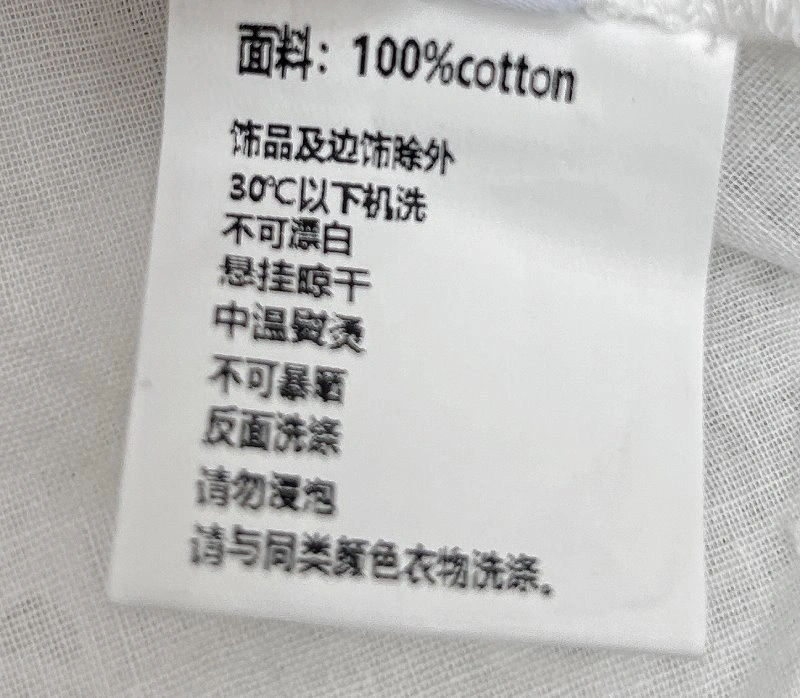 面料：100%cotton
饰品及边饰除外
30℃以下机洗
不可漂白
悬挂晾干
中温熨烫
不可暴晒
反面洗涤
请勿浸泡
请与同类颜色衣物洗涤。